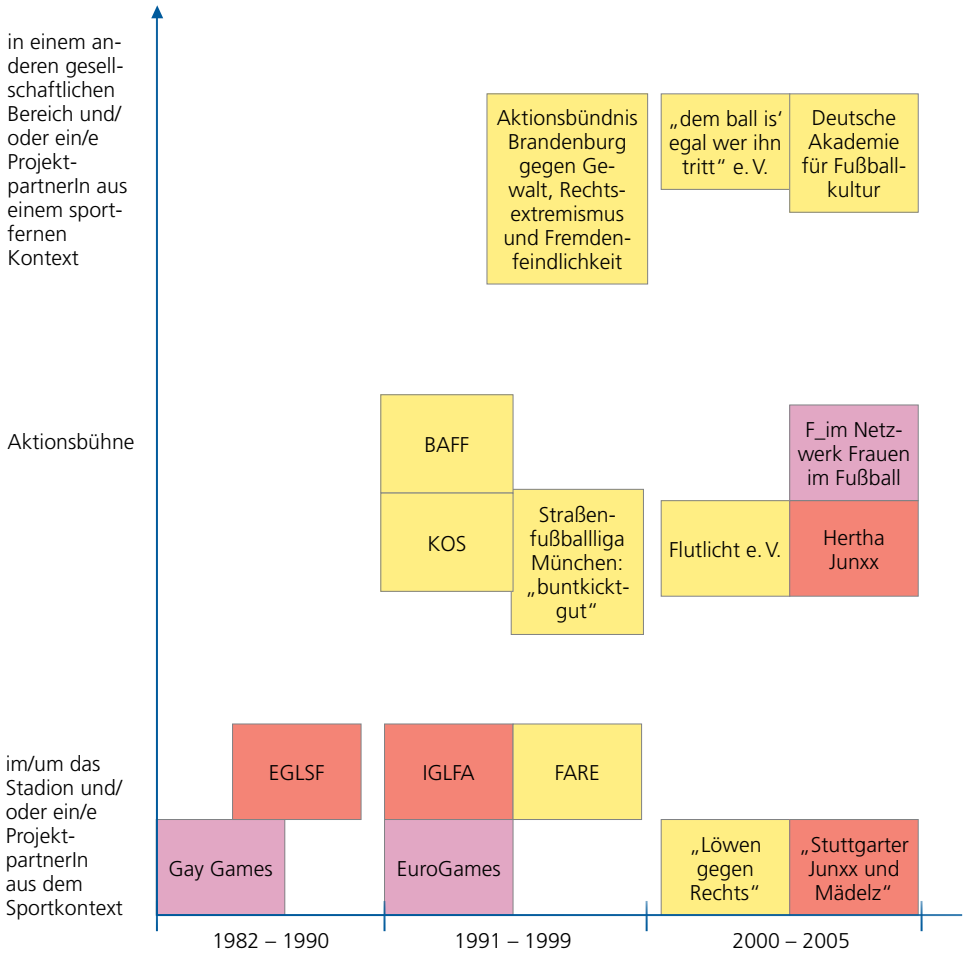 in einem an-
deren gesell-
schaftlichen
Bereich und/
oder ein/e
Projekt-
partnerIn aus
einem sport-
fernen
Kontext
Aktionsbündnis
Brandenburg
gegen Ge-
walt, Rechts-
extremismus
und Fremden-
feindlichkeit
„dem ball is‘
egal wer ihn
tritt“ e. V.
Deutsche
Akademie
für Fußball-
kultur
Aktionsbühne
BAFF
KOS
Straßen-
fußballliga
München:
„buntkickt-
gut“
Flutlicht e. V.
F_im Netz-
werk Frauen
im Fußball
Hertha
Junxx
im/um das
Stadion und/
oder ein/e
Projekt-
partnerIn
aus dem
Sportkontext
EGLSF
Gay Games
IGLFA
FARE
EuroGames
„Löwen
gegen
Rechts“
„Stuttgarter
Junxx und
Mädelz“
1982 – 1990
1991 – 1999
2000 – 2005